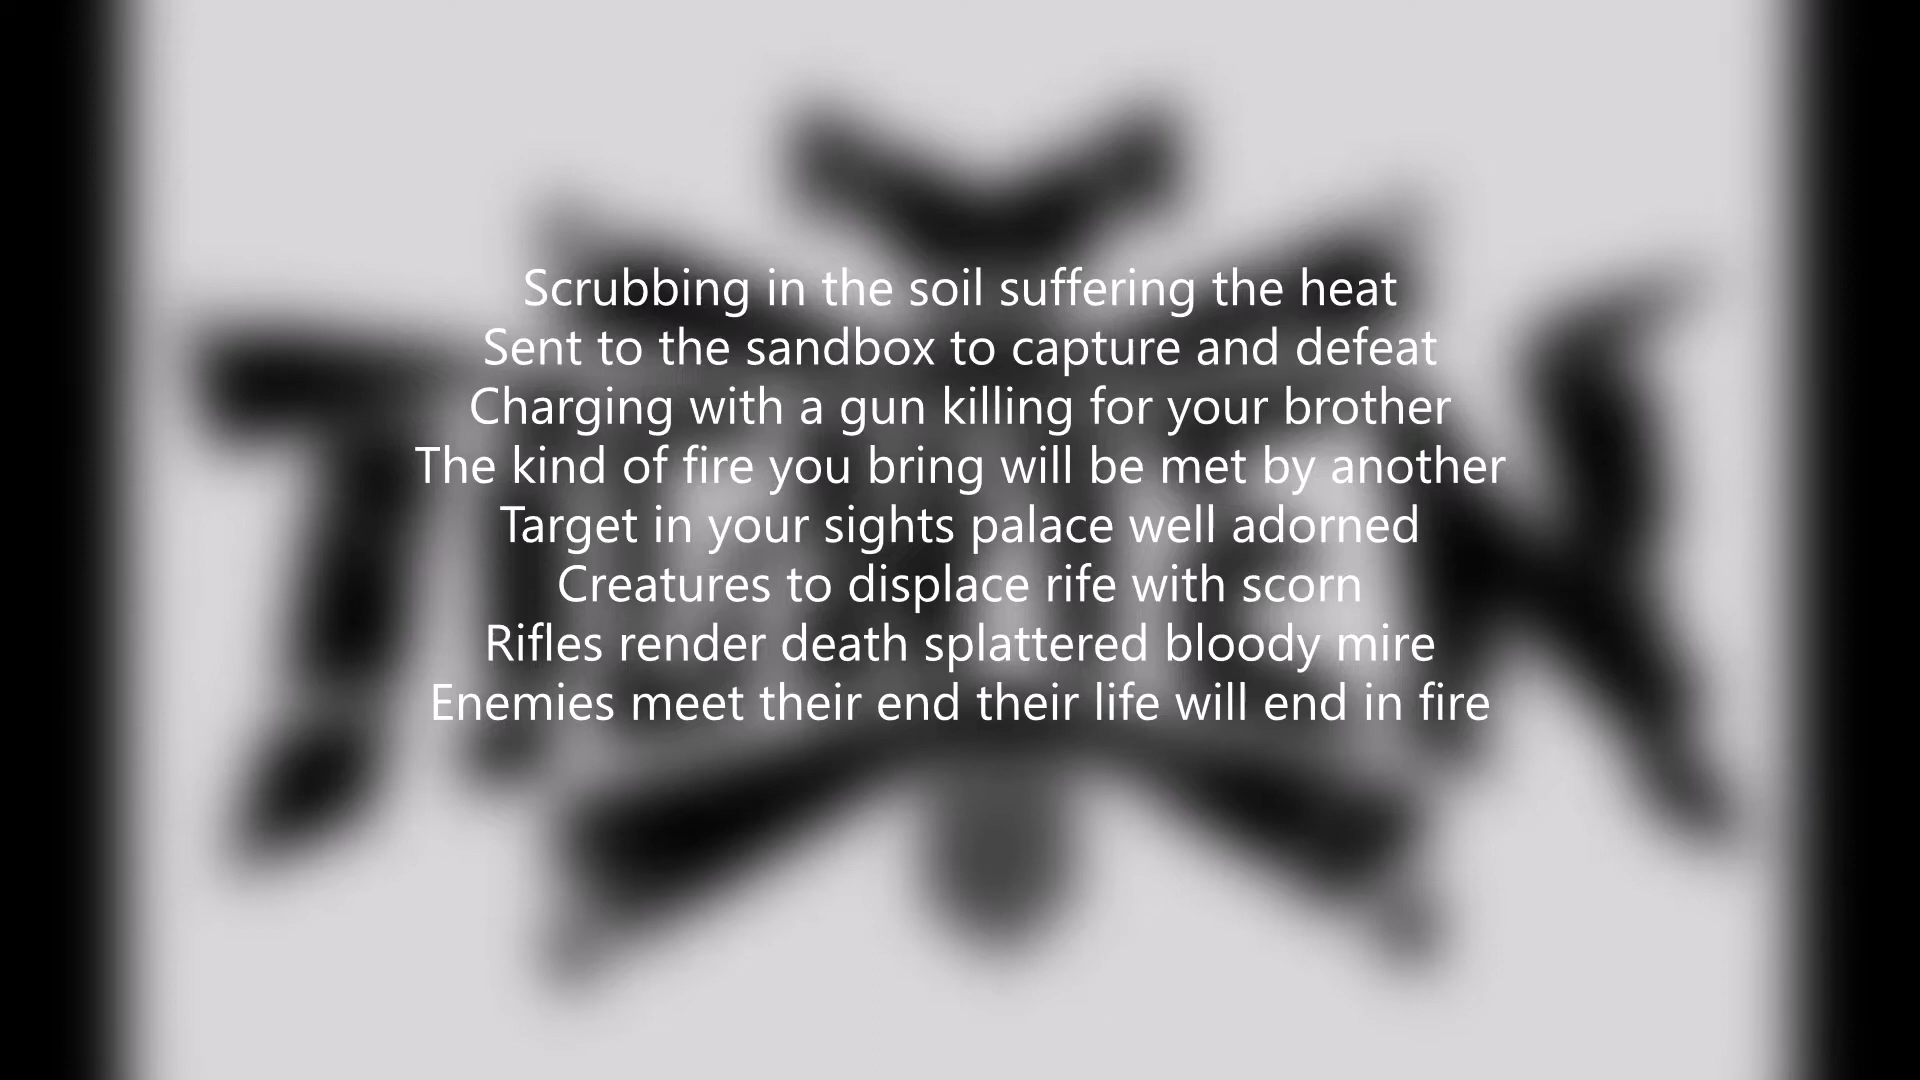 Scrubbing in the soil suffering the heat
Sent to the sandbox to capture and defeat
Charging with a gun killing for your brother
The kind of fire you bring will be met by another
Target in your sights palace well adorned
Creatures to displace rife with scorn
Rifles render death splattered bloody mire
Enemies meet their end their life will end in fire